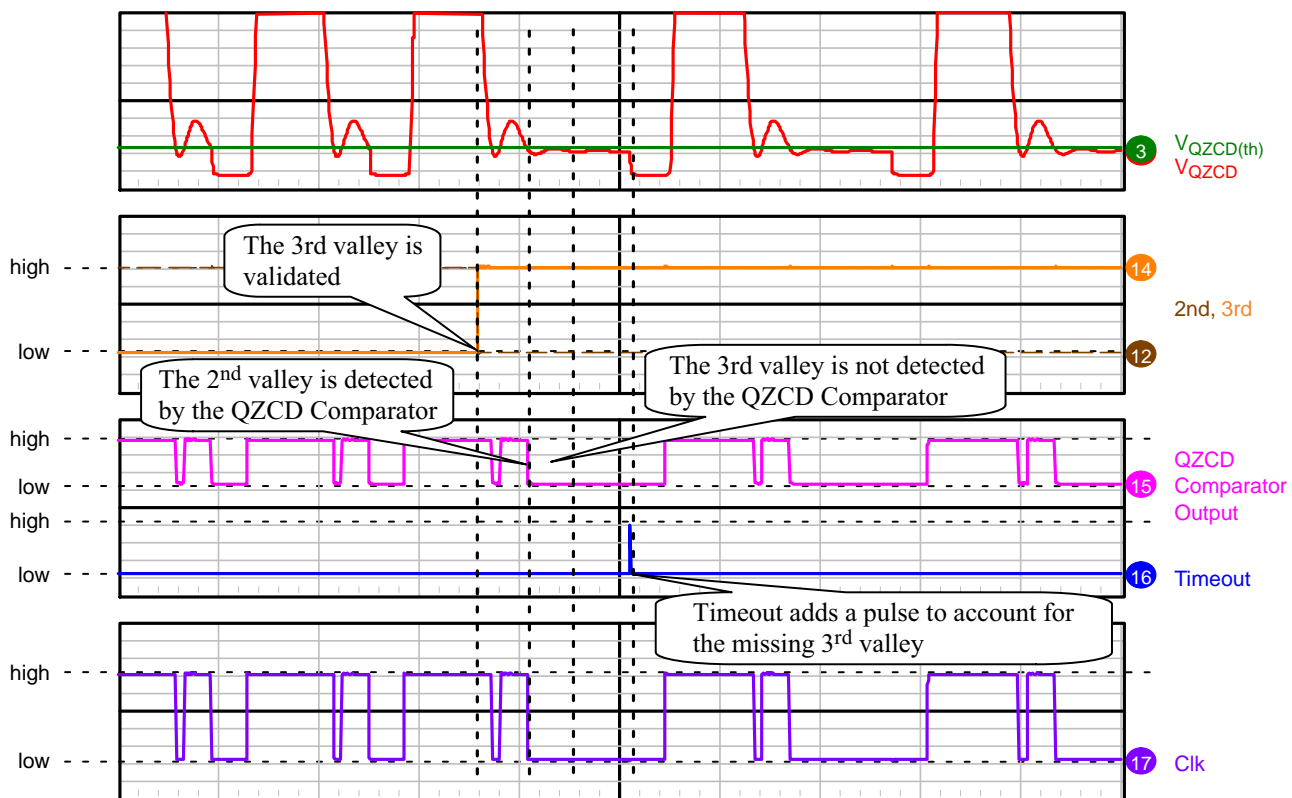 3
VQZCD(th)
VQZCD
The 3rd valley is
validated
high
14
2nd, 3rd
low
12
The 2nd valley is detected
by the QZCD Comparator
The 3rd valley is not detected
by the QZCD Comparator
high
low
15
QZCD
Comparator
Output
high
low
16
Timeout
Timeout adds a pulse to account for
the missing 3rd valley
high
low
17
Clk